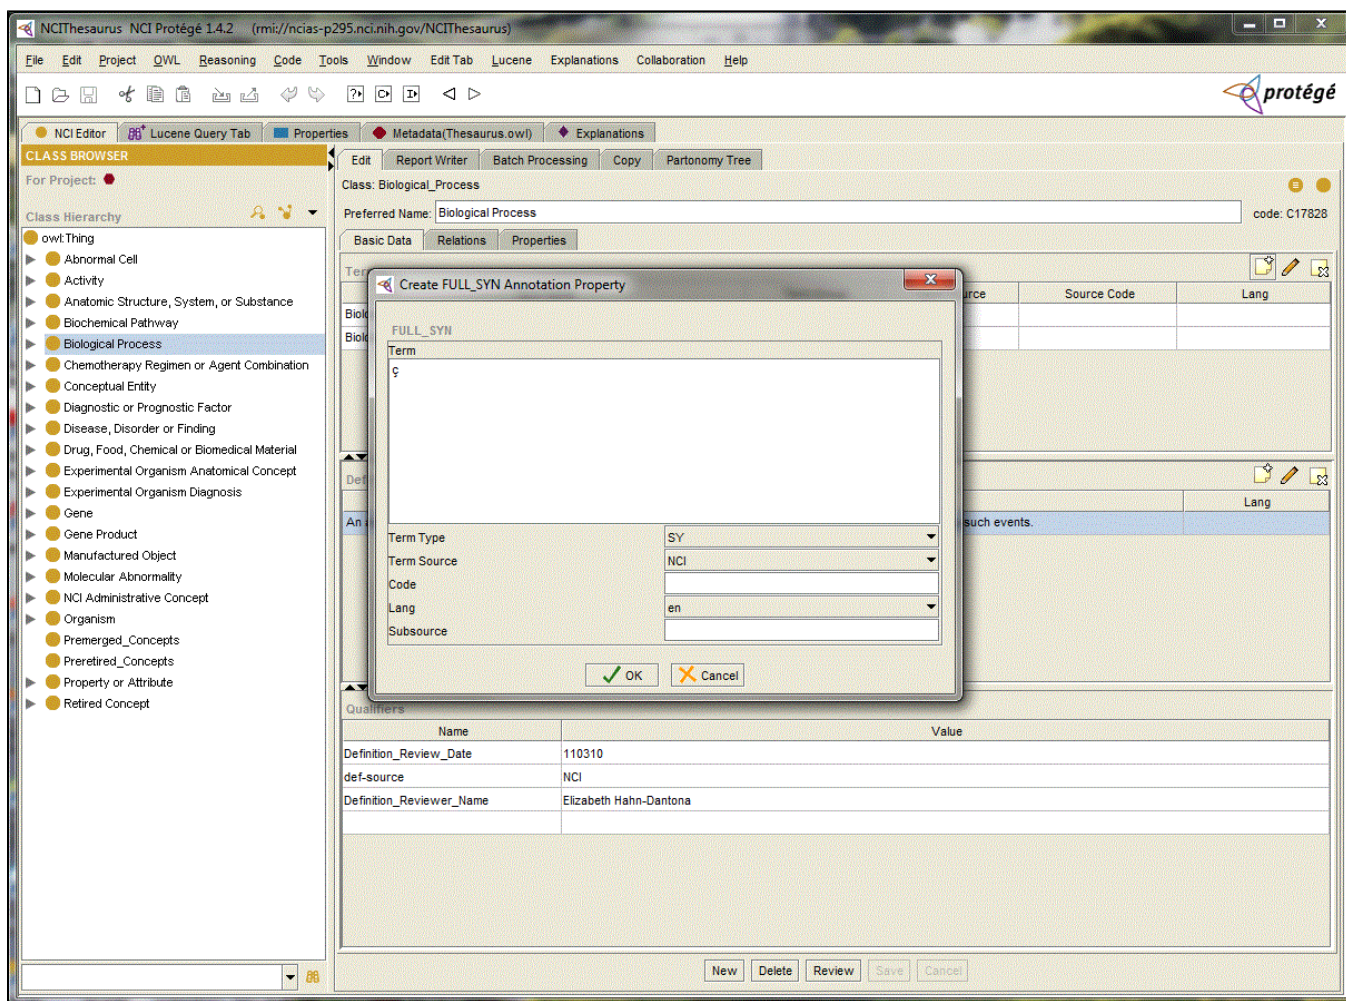 NCIThesaurus NCI Protégé 1.4.2 (rmi://ncias-p295.nci.nih.gov/NCIThesaurus)
File Edit Project OWL Reasoning Code Tools Window Edit Tab Lucene Explanations Collaboration Help
protégé
NCI Editor Lucene Query Tab Properties Metadata(Thesaurus.owl) Explanations
CLASS BROWSER
For Project:
Class Hierarchy
owl:Thing
Abnormal Cell
Activity
Anatomic Structure, System, or Substance
Biochemical Pathway
Biological Process
Chemotherapy Regimen or Agent Combination
Conceptual Entity
Diagnostic or Prognostic Factor
Disease, Disorder or Finding
Drug, Food, Chemical or Biomedical Material
Experimental Organism Anatomical Concept
Experimental Organism Diagnosis
Gene
Gene Product
Manufactured Object
Molecular Abnormality
NCI Administrative Concept
Organism
Premerged_Concepts
Preretired_Concepts
Property or Attribute
Retired Concept
Edit Report Writer Batch Processing Copy Partonomy Tree
Class: Biological_Process
Preferred Name: Biological Process code: C17828
Basic Data Relations Properties
Source Code Lang
Create FULL_SYN Annotation Property
FULL_SYN
Term
ç
Term Type SY
Term Source NCI
Code
Lang en
Subsource
OK Cancel
Lang
An such events.
Qualifiers
Name Value
Definition_Review_Date 110310
def-source NCI
Definition_Reviewer_Name Elizabeth Hahn-Dantona
New Delete Review Save Cancel